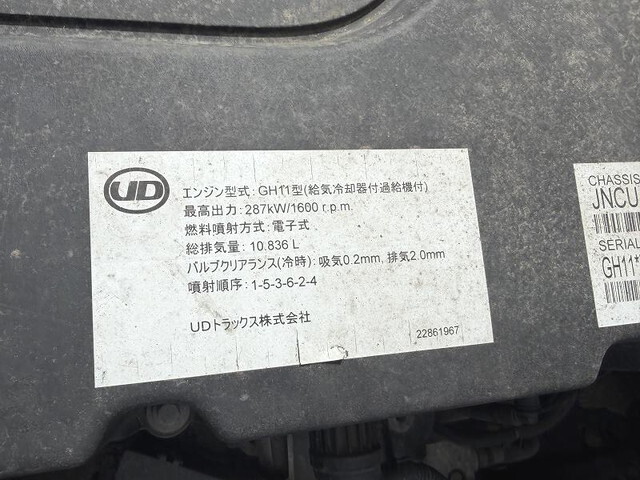 UD
エンジン型式：GH11型(給気冷却器付過給機付)
最高出力：287kW/1600 r.p.m.
燃料噴射方式：電子式
総排気量：10.836 L
バルブクリアランス(冷時)：吸気0.2mm, 排気2.0mm
噴射順序：1-5-3-6-2-4
UDトラックス株式会社
22861967
CHASSIS
JNCU
SERIAL
GH11*